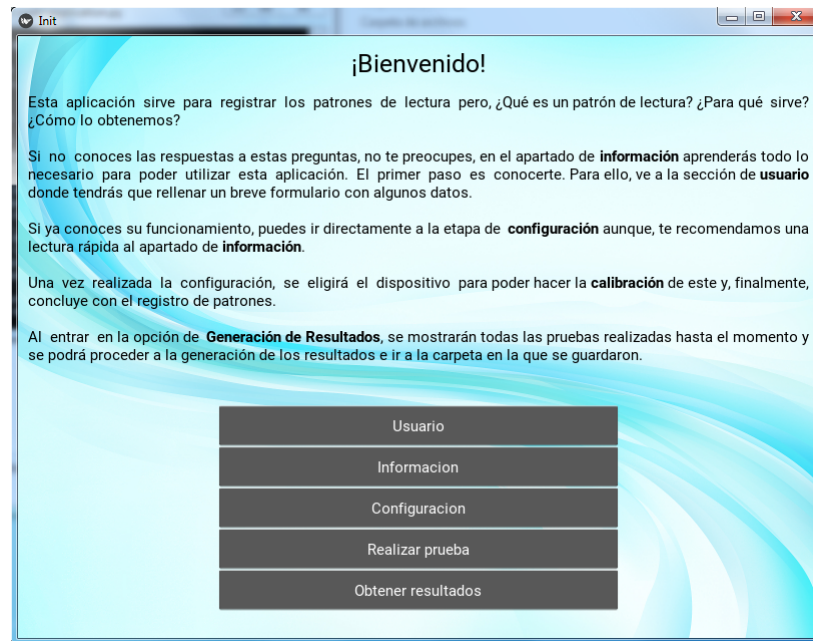 Init
¡Bienvenido!
Esta aplicación sirve para registrar los patrones de lectura pero, ¿Qué es un patrón de lectura? ¿Para qué sirve?
¿Cómo lo obtenemos?
Si no conoces las respuestas a estas preguntas, no te preocupes, en el apartado de información aprenderás todo lo
necesario para poder utilizar esta aplicación. El primer paso es conocerte. Para ello, ve a la sección de usuario
donde tendrás que rellenar un breve formulario con algunos datos.
Si ya conoces su funcionamiento, puedes ir directamente a la etapa de configuración aunque, te recomendamos una
lectura rápida al apartado de información.
Una vez realizada la configuración, se eligirá el dispositivo para poder hacer la calibración de este y, finalmente,
concluye con el registro de patrones.
Al entrar en la opción de Generación de Resultados, se mostrarán todas las pruebas realizadas hasta el momento y
se podrá proceder a la generación de los resultados e ir a la carpeta en la que se guardaron.
Usuario
Informacion
Configuracion
Realizar prueba
Obtener resultados